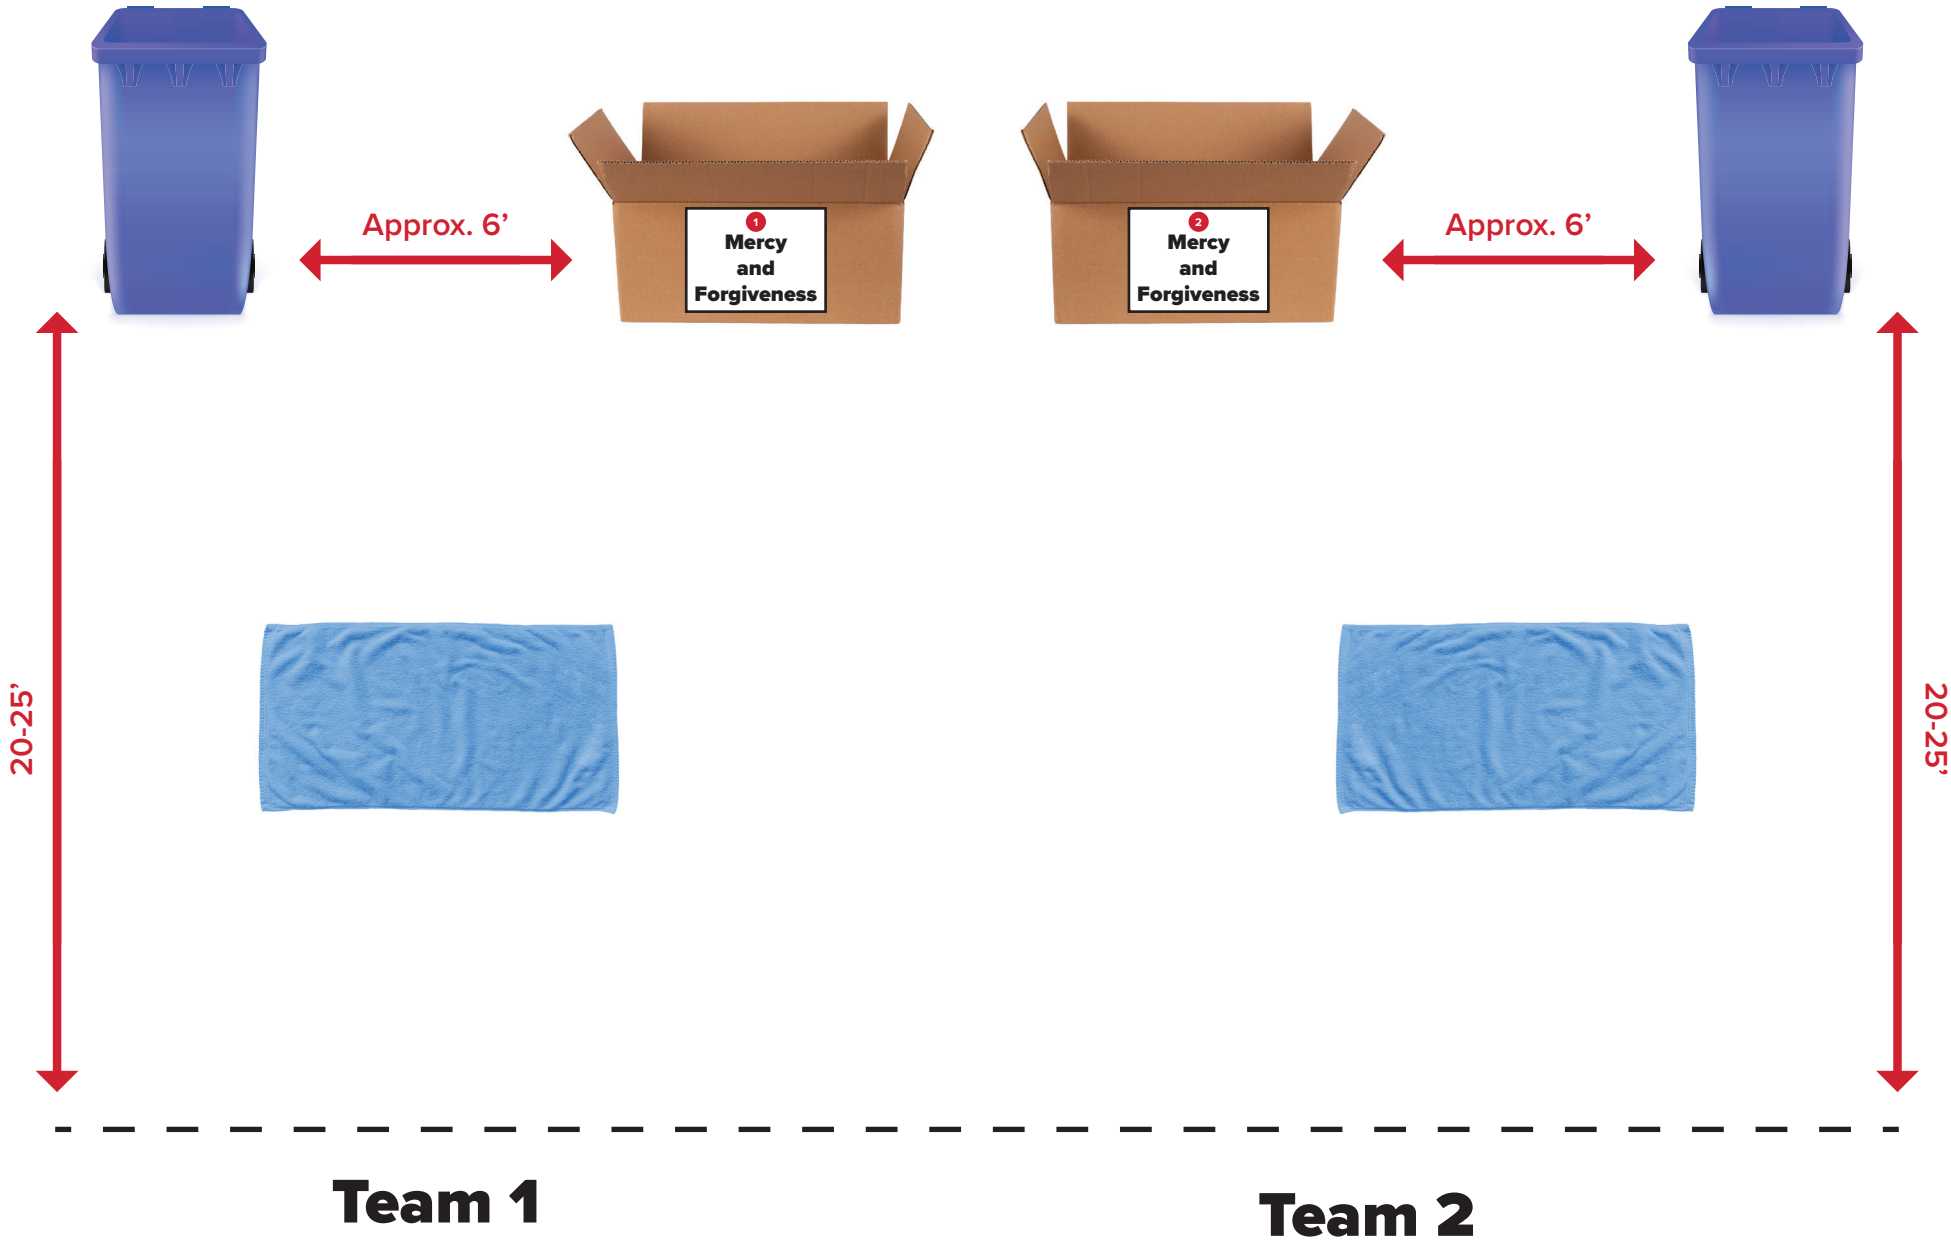 Approx. 6’
Approx. 6’
1
Mercy
and
Forgiveness
2
Mercy
and
Forgiveness
20-25’
20-25’
Team 1
Team 2